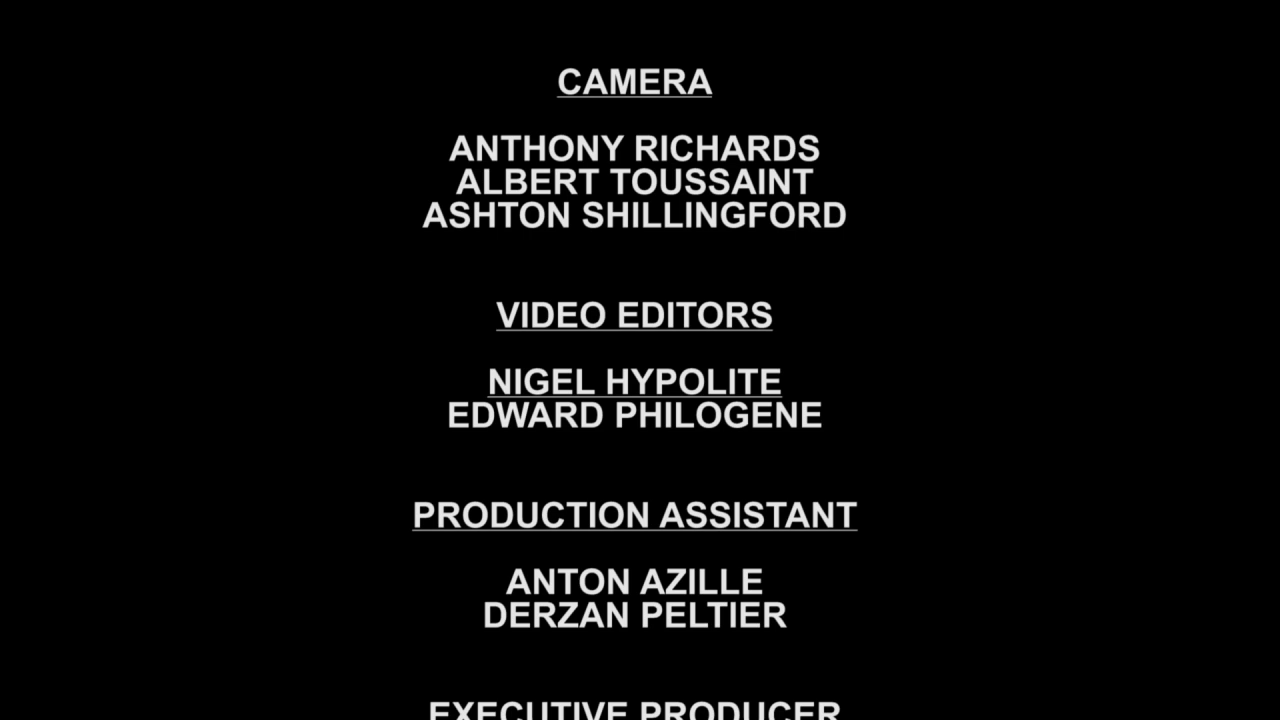 CAMERA
ANTHONY RICHARDS
ALBERT TOUSSAINT
ASHTON SHILLINGFORD
VIDEO EDITORS
NIGEL HYPOLITE
EDWARD PHILOGENE
PRODUCTION ASSISTANT
ANTON AZILLE
DERZAN PELTIER
EXECUTIVE PRODUCER